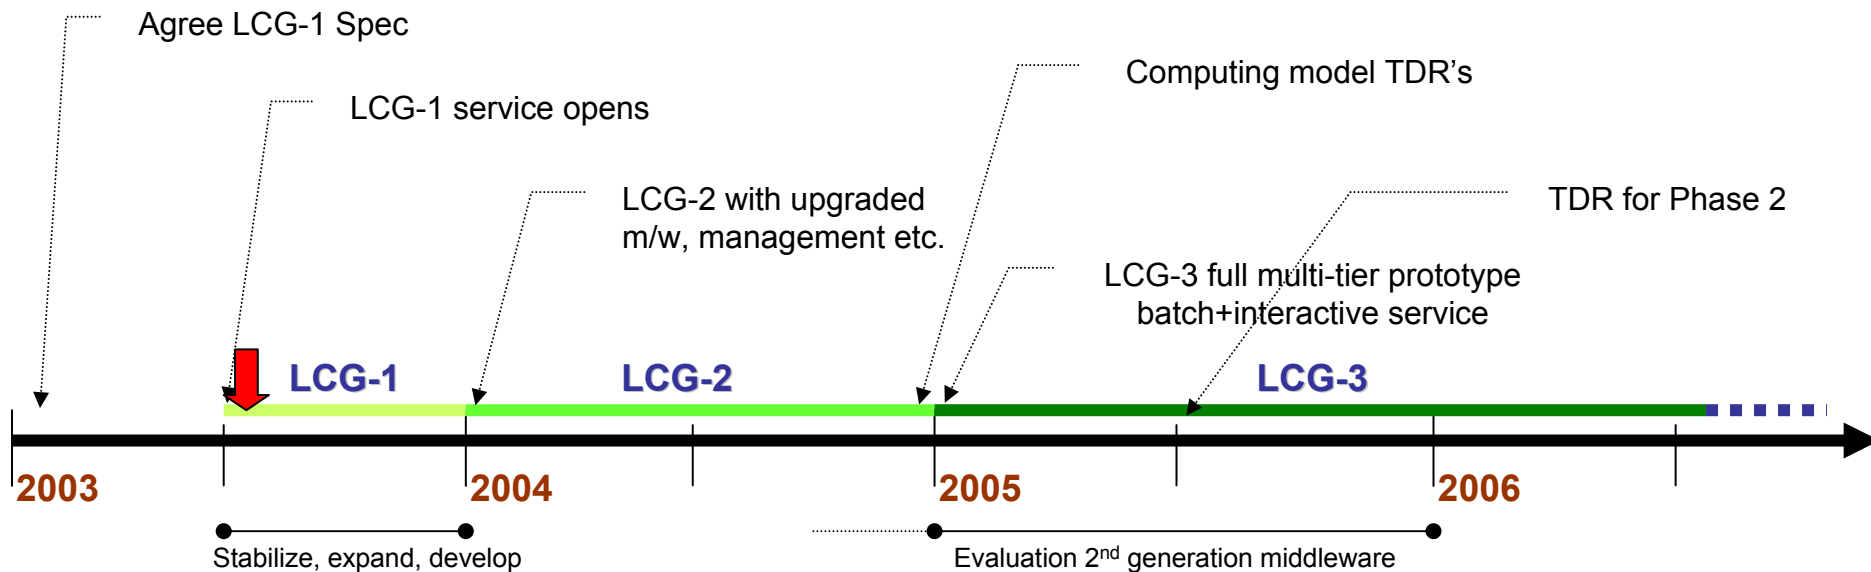 Agree LCG-1 Spec
Computing model TDR's
LCG-1 service opens
LCG-2 with upgraded
m/w, management etc.
TDR for Phase 2
LCG-3 full multi-tier prototype
batch+interactive service
LCG-1
LCG-2
LCG-3
2003
2004
2005
2006
Stabilize, expand, develop
Evaluation 2nd generation middleware